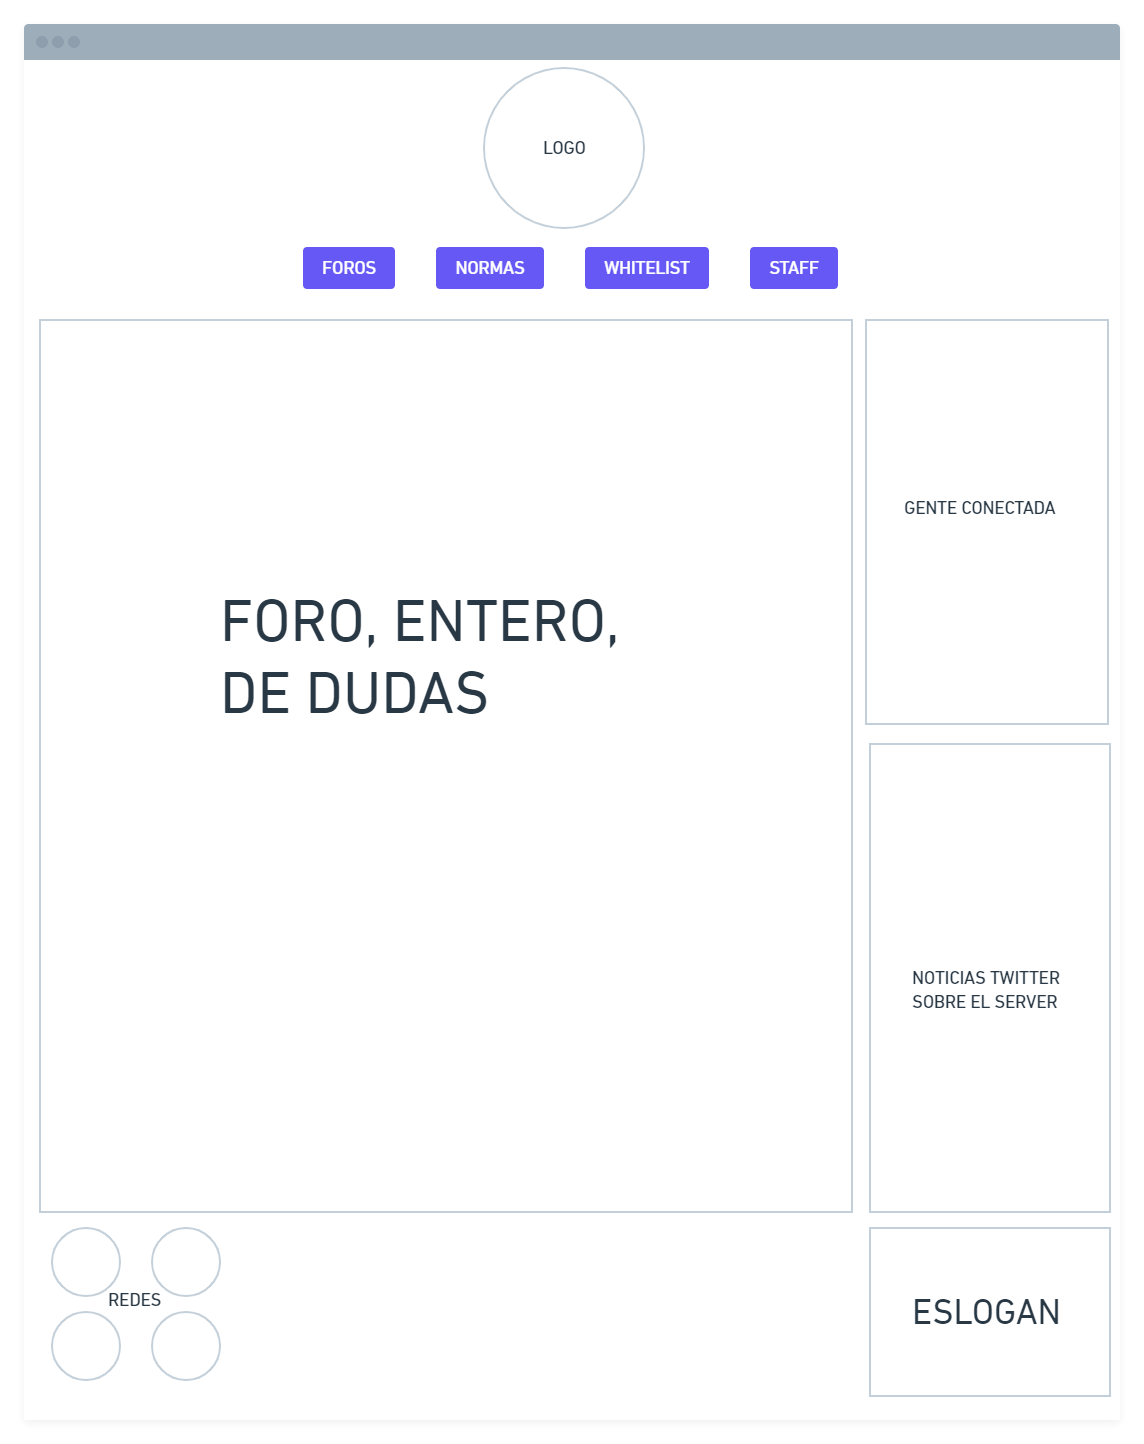 LOGO
FOROS
NORMAS
WHITELIST
STAFF
FORO, ENTERO,
DE DUDAS
GENTE CONECTADA
NOTICIAS TWITTER
SOBRE EL SERVER
REDES
ESLOGAN